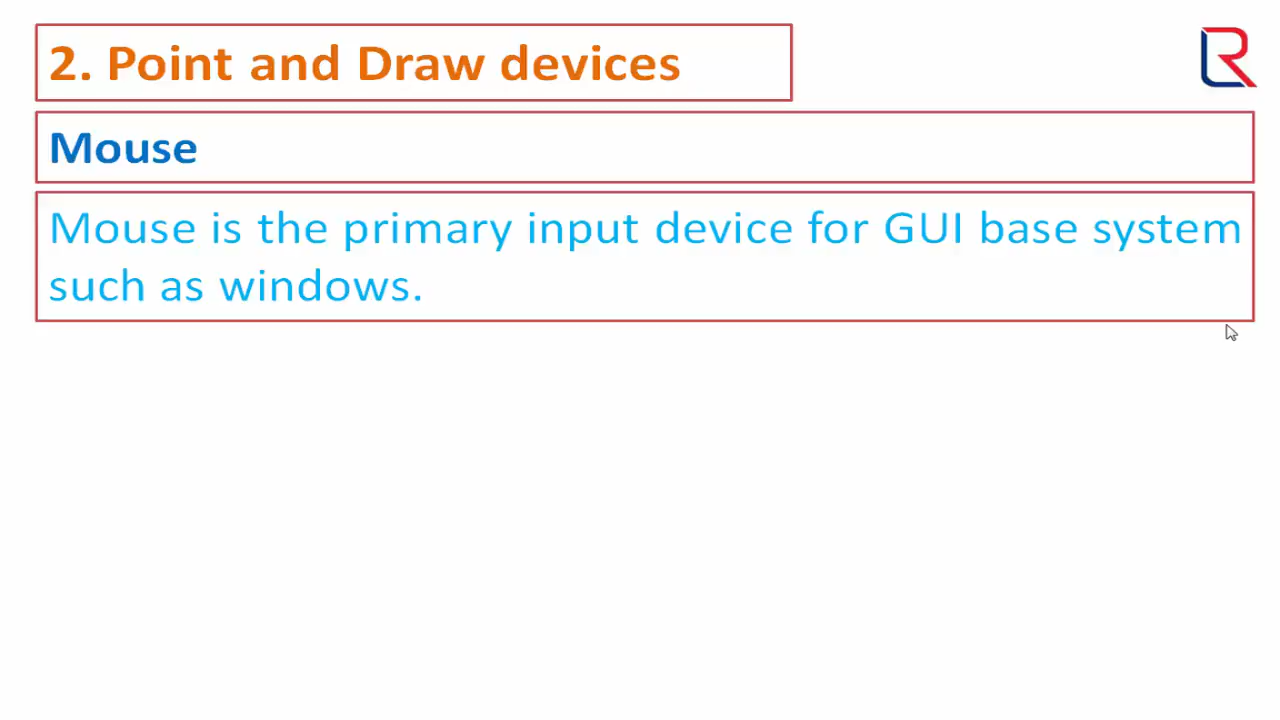 2. Point and Draw devices
Mouse
Mouse is the primary input device for GUI base system
such as windows.